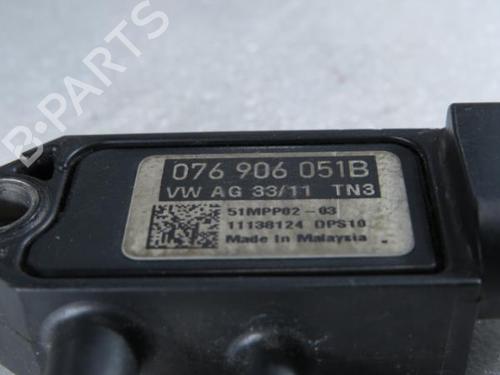 B-Parts
076 906 051B
VW AG 33/11 TN3
51MPP02-03
11138124 DPS10
Made In Malaysia